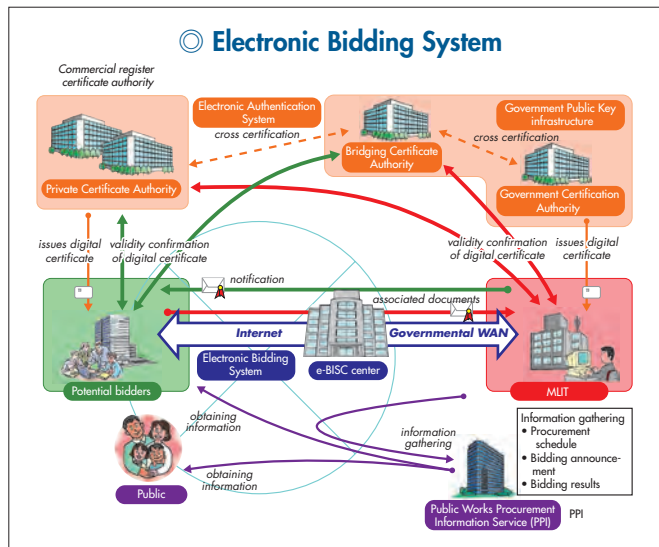 ◎ Electronic Bidding System
Commercial register
certificate authority
Electronic Authentication
System
cross certification
Government Public Key
infrastructure
cross certification
Private Certificate Authority
Bridging Certificate
Authority
Government Certification
Authority
issues digital
certificate
validity confirmation
of digital certificate
validity confirmation
of digital certificate
issues digital
certificate
notification
associated documents
Internet
Governmental WAN
Electronic Bidding
System
e-BISC center
Potential bidders
MLIT
obtaining
information
information
gathering
Information gathering
• Procurement
schedule
• Bidding announce-
ment
• Bidding results
obtaining
information
Public
Public Works Procurement
Information Service (PPI)
PPI